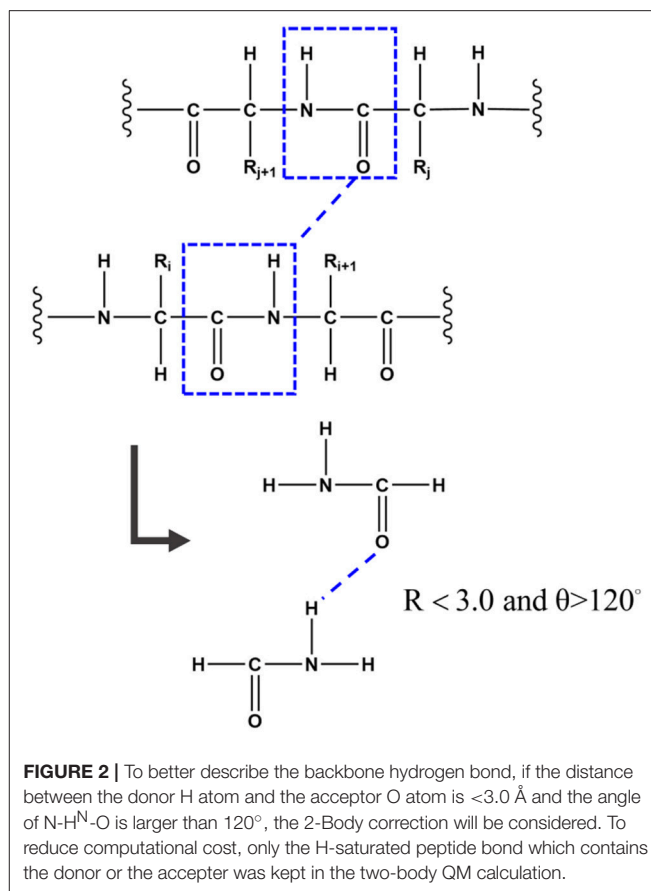 H H H H
C C N C C N
O R_{j+1} O R_j
H R_i H R_{i+1}
N C C N C C
H O H O
H
H N C H
O
H R < 3.0 and θ>120°
H C N H
O
FIGURE 2 | To better describe the backbone hydrogen bond, if the distance
between the donor H atom and the acceptor O atom is <3.0 Å and the angle
of N-H^N-O is larger than 120°, the 2-Body correction will be considered. To
reduce computational cost, only the H-saturated peptide bond which contains
the donor or the accepter was kept in the two-body QM calculation.